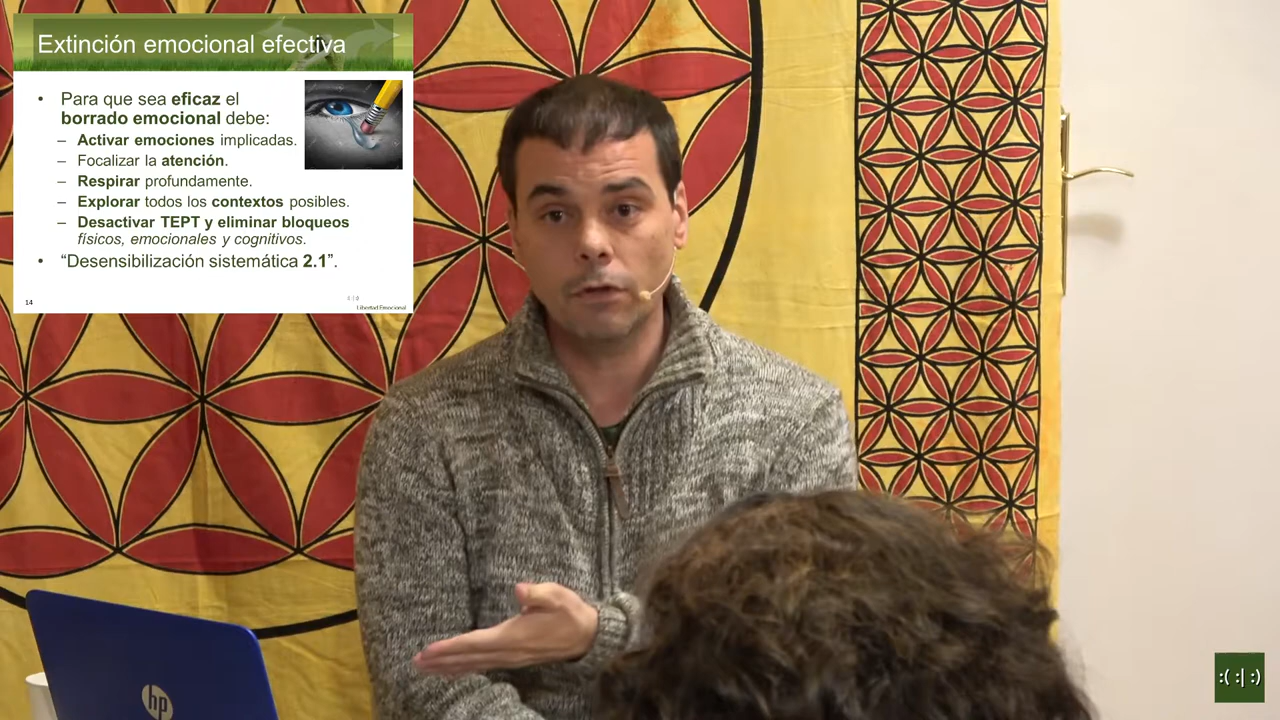 Extinción emocional efectiva
• Para que sea eficaz el
borrado emocional debe:
– Activar emociones implicadas.
– Focalizar la atención.
– Respirar profundamente.
– Explorar todos los contextos posibles.
– Desactivar TEPT y eliminar bloqueos
físicos, emocionales y cognitivos.
• “Desensibilización sistemática 2.1”.
14
Libertad Emocional
hp
:( :| :)